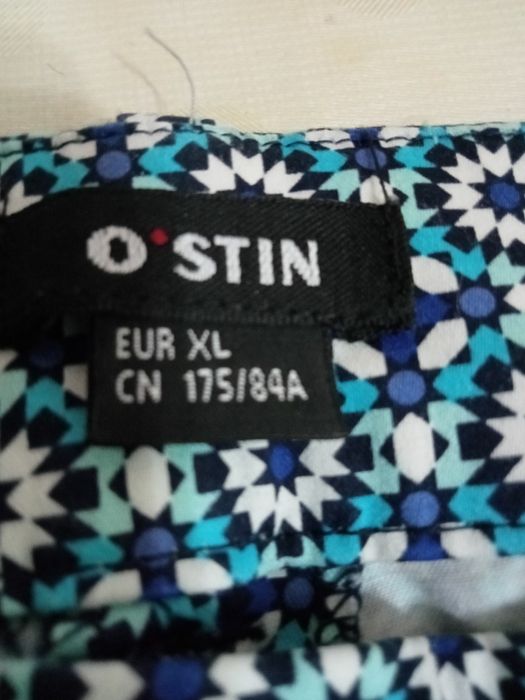 O'STIN
EUR XL
CN 175/84A